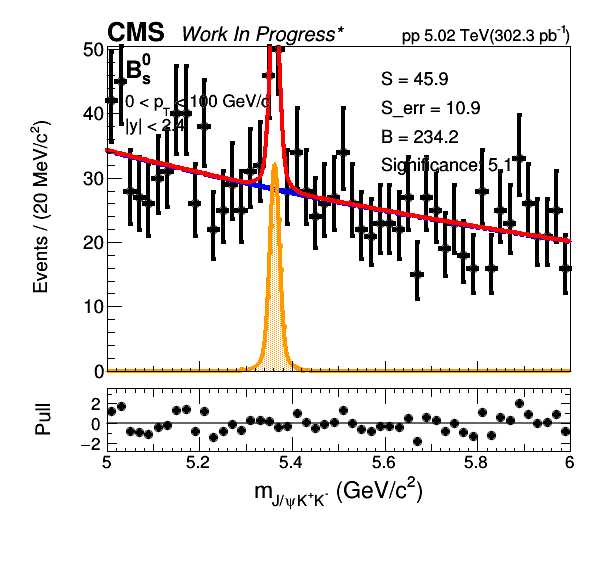 CMS Work In Progress* pp 5.02 TeV(302.3 pb⁻¹)
B⁰ₛ
0 < p_T < 100 GeV/c
|y| < 2.4
S = 45.9
S_err = 10.9
B = 234.2
Significance: 5.1
Events / (20 MeV/c²)
50
40
30
20
10
0
Pull
2
0
−2
5 5.2 5.4 5.6 5.8 6
m_J/ψK⁺K⁻ (GeV/c²)